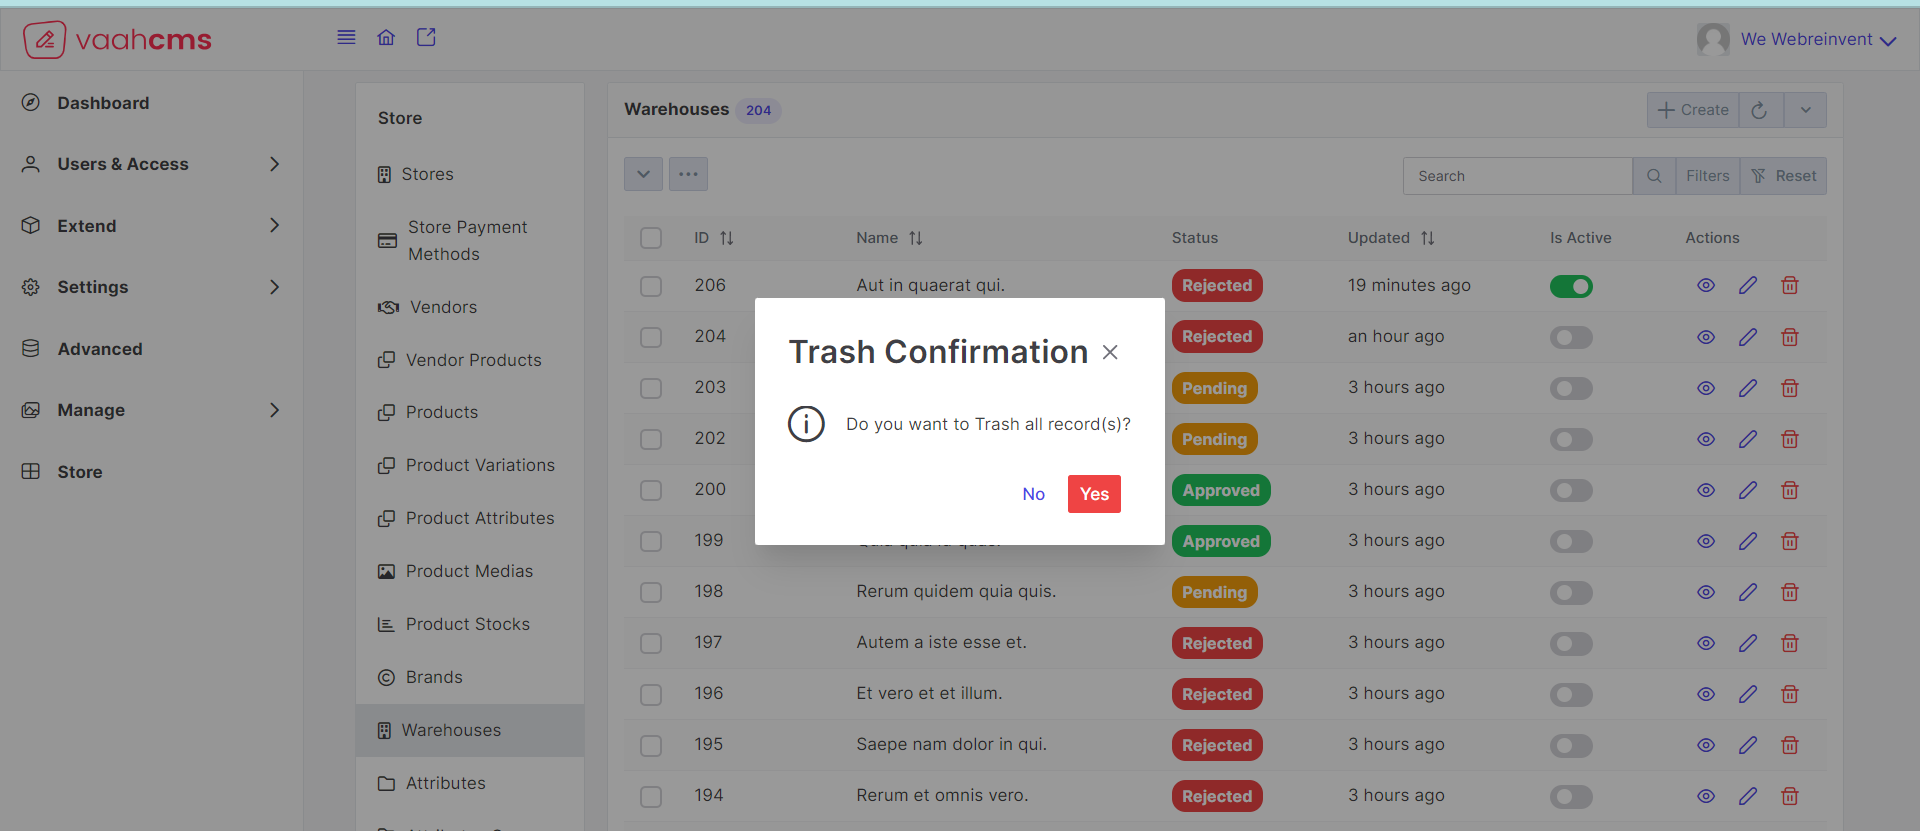 vaahcms
We Webreinvent
Dashboard
Users & Access
Extend
Settings
Advanced
Manage
Store
Store
Stores
Store Payment
Methods
Vendors
Vendor Products
Products
Product Variations
Product Attributes
Product Medias
Product Stocks
Brands
Warehouses
Attributes
Warehouses 204
Create
Search
Filters
Reset
ID Name Status Updated Is Active Actions
206 Aut in quaerat qui. Rejected 19 minutes ago
204 Rejected an hour ago
203 Pending 3 hours ago
202 Pending 3 hours ago
200 Approved 3 hours ago
199 Approved 3 hours ago
198 Rerum quidem quia quis. Pending 3 hours ago
197 Autem a iste esse et. Rejected 3 hours ago
196 Et vero et et illum. Rejected 3 hours ago
195 Saepe nam dolor in qui. Rejected 3 hours ago
194 Rerum et omnis vero. Rejected 3 hours ago
Trash Confirmation
Do you want to Trash all record(s)?
No
Yes